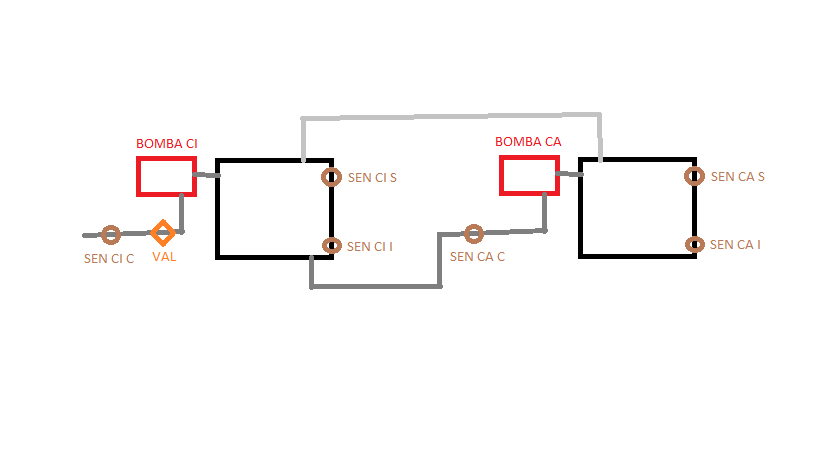 BOMBA CI
BOMBA CA
SEN CI S
SEN CA S
SEN CI I
SEN CA I
SEN CI C
VAL
SEN CA C